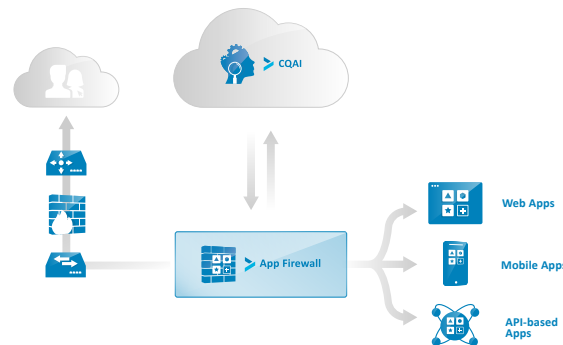 CQAI
App Firewall
Web Apps
Mobile Apps
API-based
Apps